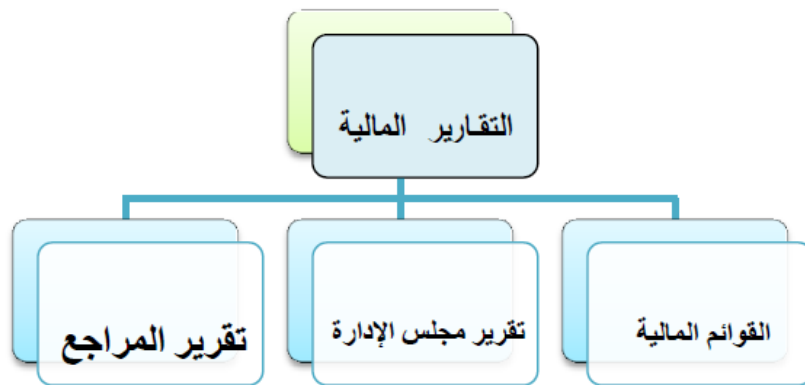 التقارير المالية
القوائم المالية
تقرير مجلس الإدارة
تقرير المراجع